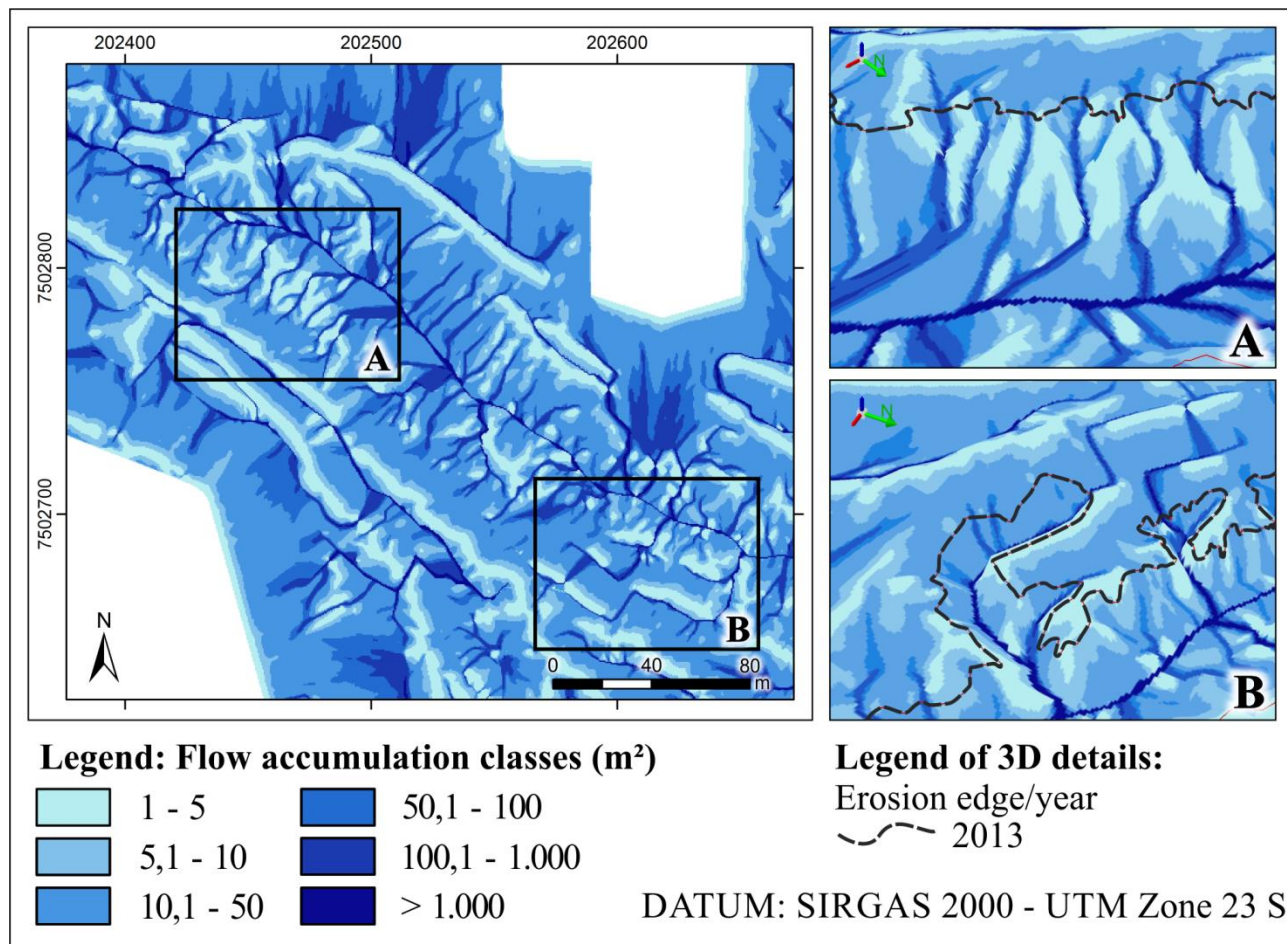 202400 202500 202600
7502800
7502700
A
B
N
0 40 80
m
N
A
N
B
Legend: Flow accumulation classes (m²)
1 - 5
5,1 - 10
10,1 - 50
50,1 - 100
100,1 - 1.000
> 1.000
Legend of 3D details:
Erosion edge/year
2013
DATUM: SIRGAS 2000 - UTM Zone 23 S